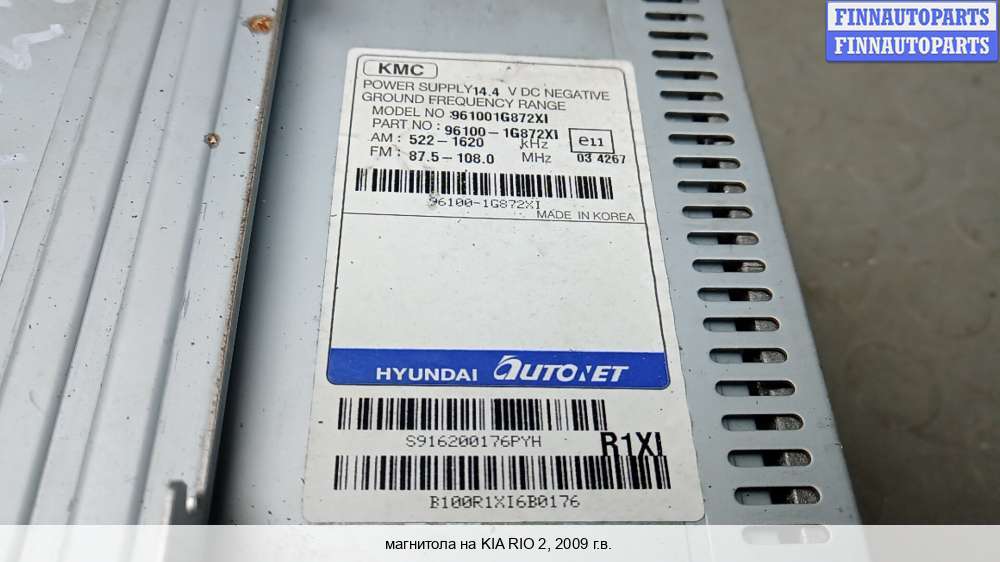 FINNAUTOPARTS
FINNAUTOPARTS
KMC
POWER SUPPLY 14.4 V DC NEGATIVE
GROUND FREQUENCY RANGE
MODEL NO : 961001G872XI
PART NO : 96100-1G872XI
AM : 522-1620 kHz e11
FM : 87.5-108.0 MHz 03 4267
96100-1G872XI
MADE IN KOREA
HYUNDAI AUTONET
S916200176PYH
R1XI
B100R1XI6B0176
магнитола на KIA RIO 2, 2009 г.в.